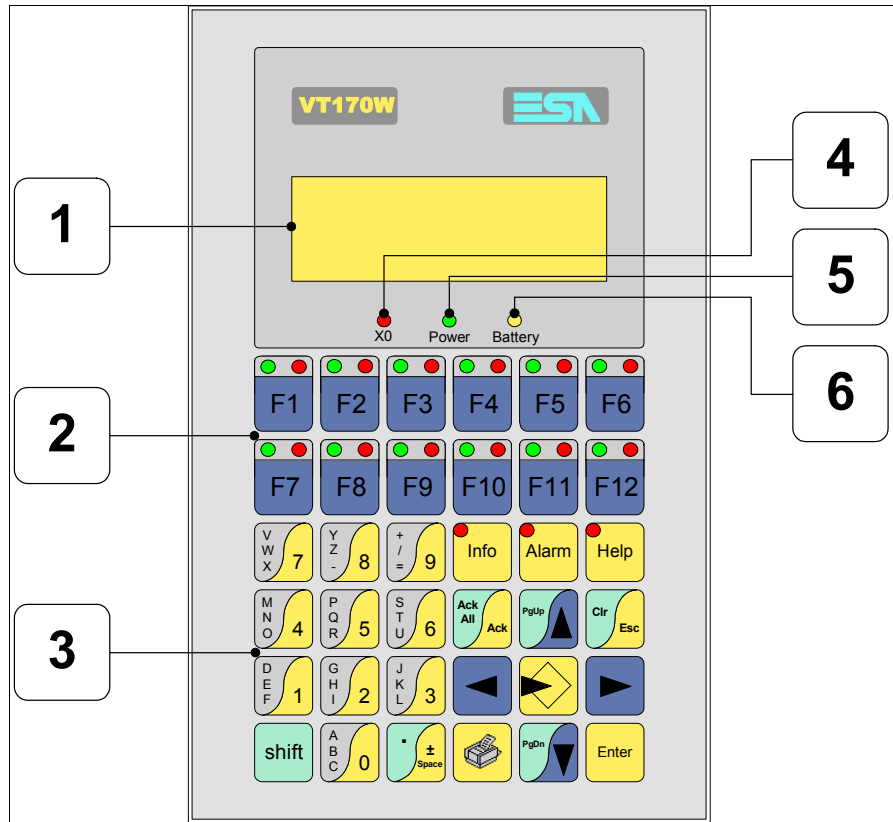 VT170W ESA
1
4
5
6
X0 Power Battery
2
F1 F2 F3 F4 F5 F6
F7 F8 F9 F10 F11 F12
V W X 7 Y Z - 8 + / = 9 Info Alarm Help
3
M N O 4 P Q R 5 S T U 6 Ack All Ack PgUp Clr Esc
D E F 1 G H I 2 J K L 3
shift A B C 0 . ± Space PgDn Enter